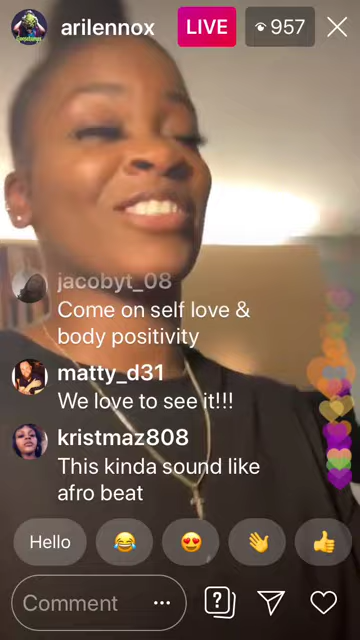 arilennox LIVE 957
jacobyt_08
Come on self love &
body positivity
matty_d31
We love to see it!!!
kristmaz808
This kinda sound like
afro beat
Hello
Comment ...